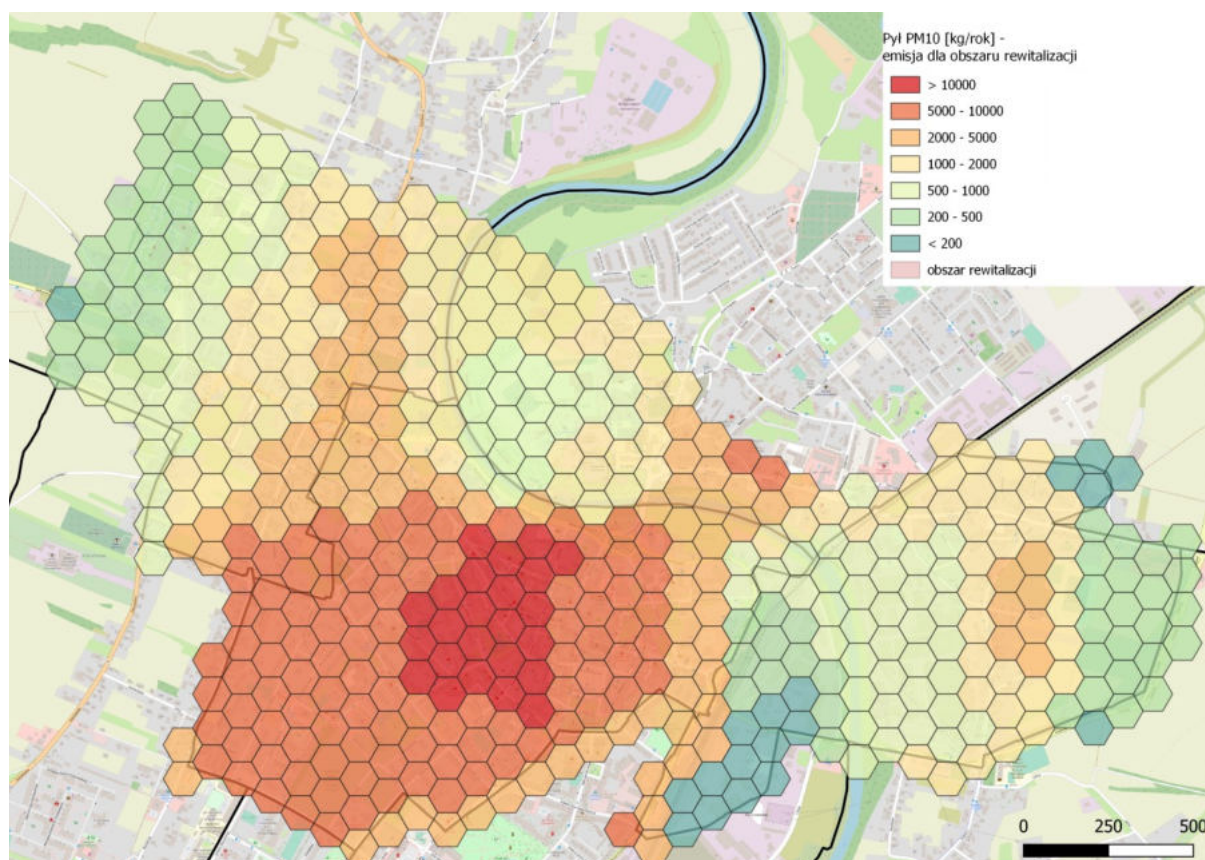 Pył PM10 [kg/rok] -
emisja dla obszaru rewitalizacji
> 10000
5000 - 10000
2000 - 5000
1000 - 2000
500 - 1000
200 - 500
< 200
obszar rewitalizacji
0 250 500